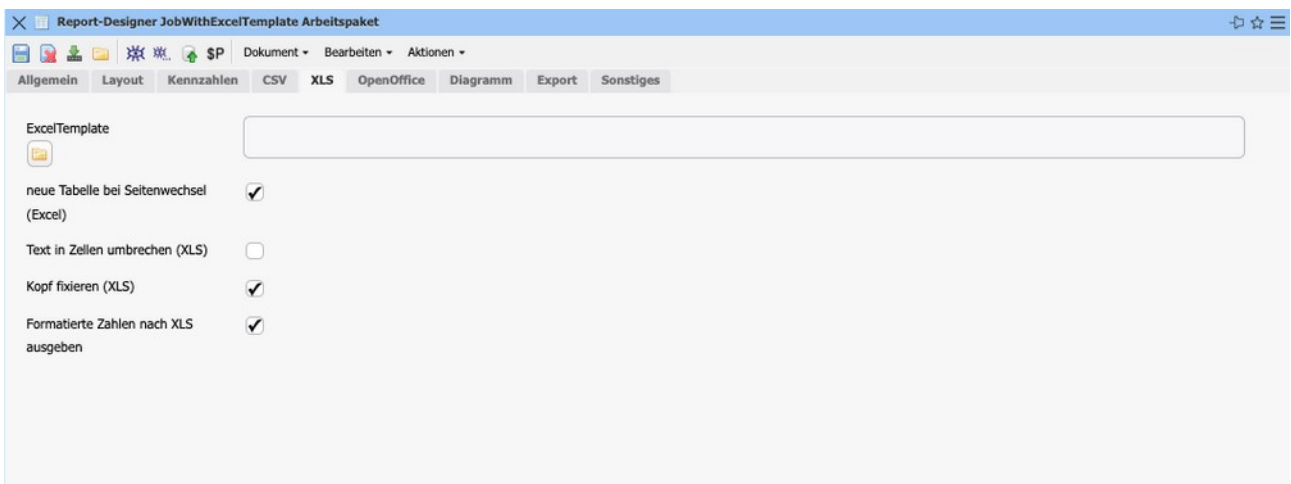 Report-Designer JobWithExcelTemplate Arbeitspaket
$P Dokument Bearbeiten Aktionen
Allgemein Layout Kennzahlen CSV XLS OpenOffice Diagramm Export Sonstiges
ExcelTemplate
neue Tabelle bei Seitenwechsel
(Excel)
Text in Zellen umbrechen (XLS)
Kopf fixieren (XLS)
Formatierte Zahlen nach XLS
ausgeben